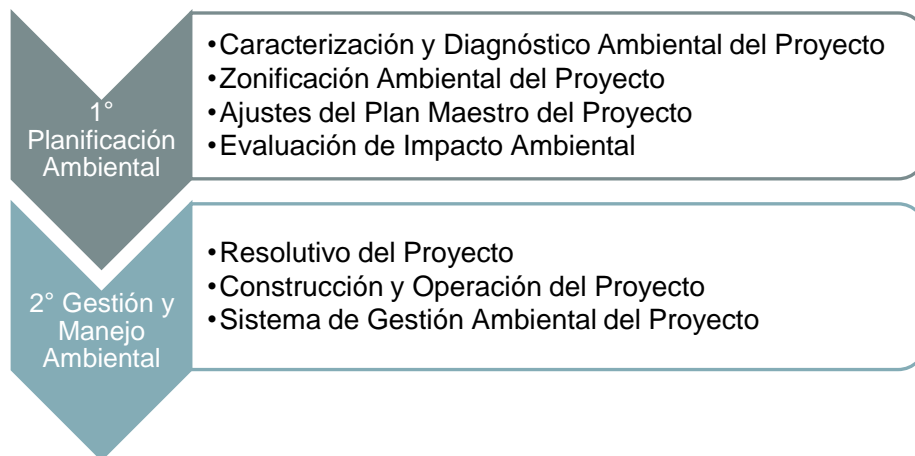 1°
Planificación
Ambiental
•Caracterización y Diagnóstico Ambiental del Proyecto
•Zonificación Ambiental del Proyecto
•Ajustes del Plan Maestro del Proyecto
•Evaluación de Impacto Ambiental
2° Gestión y
Manejo
Ambiental
•Resolutivo del Proyecto
•Construcción y Operación del Proyecto
•Sistema de Gestión Ambiental del Proyecto